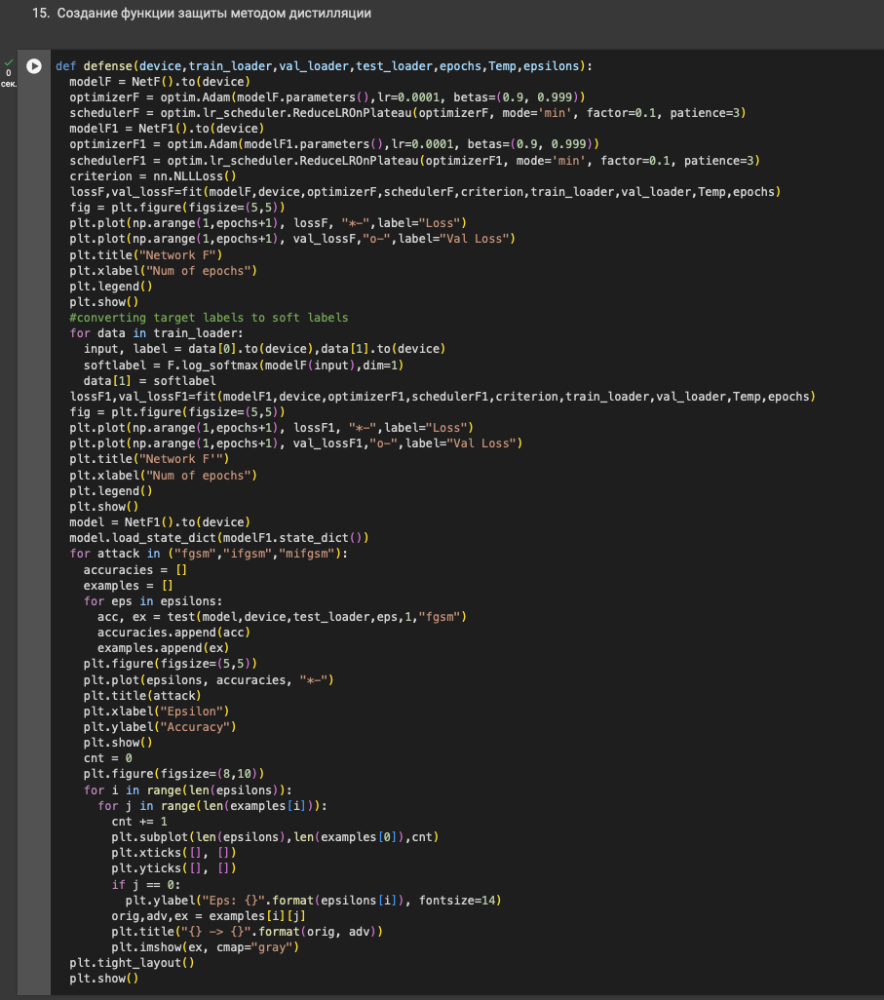 15. Создание функции защиты методом дистилляции
0
сек.
def defense(device,train_loader,val_loader,test_loader,epochs,Temp,epsilons):
  modelF = NetF().to(device)
  optimizerF = optim.Adam(modelF.parameters(),lr=0.0001, betas=(0.9, 0.999))
  schedulerF = optim.lr_scheduler.ReduceLROnPlateau(optimizerF, mode='min', factor=0.1, patience=3)
  modelF1 = NetF1().to(device)
  optimizerF1 = optim.Adam(modelF1.parameters(),lr=0.0001, betas=(0.9, 0.999))
  schedulerF1 = optim.lr_scheduler.ReduceLROnPlateau(optimizerF1, mode='min', factor=0.1, patience=3)
  criterion = nn.NLLLoss()
  lossF,val_lossF=fit(modelF,device,optimizerF,schedulerF,criterion,train_loader,val_loader,Temp,epochs)
  fig = plt.figure(figsize=(5,5))
  plt.plot(np.arange(1,epochs+1), lossF, "*-",label="Loss")
  plt.plot(np.arange(1,epochs+1), val_lossF,"o-",label="Val Loss")
  plt.title("Network F")
  plt.xlabel("Num of epochs")
  plt.legend()
  plt.show()
  #converting target labels to soft labels
  for data in train_loader:
    input, label = data[0].to(device),data[1].to(device)
    softlabel = F.log_softmax(modelF(input),dim=1)
    data[1] = softlabel
  lossF1,val_lossF1=fit(modelF1,device,optimizerF1,schedulerF1,criterion,train_loader,val_loader,Temp,epochs)
  fig = plt.figure(figsize=(5,5))
  plt.plot(np.arange(1,epochs+1), lossF1, "*-",label="Loss")
  plt.plot(np.arange(1,epochs+1), val_lossF1,"o-",label="Val Loss")
  plt.title("Network F'")
  plt.xlabel("Num of epochs")
  plt.legend()
  plt.show()
  model = NetF1().to(device)
  model.load_state_dict(modelF1.state_dict())
  for attack in ("fgsm","ifgsm","mifgsm"):
    accuracies = []
    examples = []
    for eps in epsilons:
      acc, ex = test(model,device,test_loader,eps,1,"fgsm")
      accuracies.append(acc)
      examples.append(ex)
    plt.figure(figsize=(5,5))
    plt.plot(epsilons, accuracies, "*-")
    plt.title(attack)
    plt.xlabel("Epsilon")
    plt.ylabel("Accuracy")
    plt.show()
    cnt = 0
    plt.figure(figsize=(8,10))
    for i in range(len(epsilons)):
      for j in range(len(examples[i])):
        cnt += 1
        plt.subplot(len(epsilons),len(examples[0]),cnt)
        plt.xticks([], [])
        plt.yticks([], [])
        if j == 0:
          plt.ylabel("Eps: {}".format(epsilons[i]), fontsize=14)
        orig,adv,ex = examples[i][j]
        plt.title("{} -> {}".format(orig, adv))
        plt.imshow(ex, cmap="gray")
  plt.tight_layout()
  plt.show()